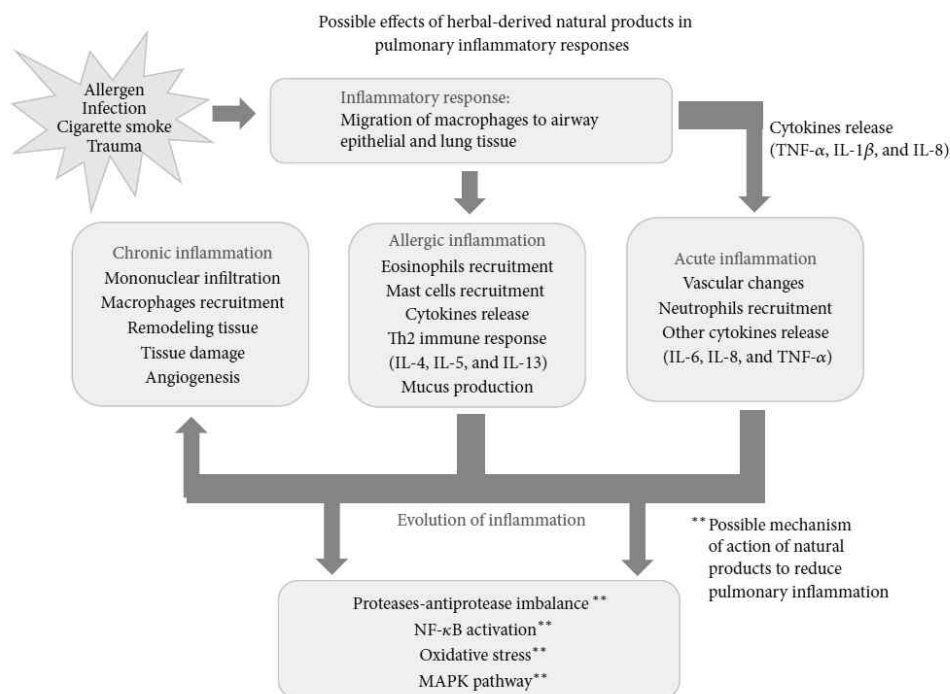 Possible effects of herbal-derived natural products in
pulmonary inflammatory responses
Allergen
Infection
Cigarette smoke
Trauma
Inflammatory response:
Migration of macrophages to airway
epithelial and lung tissue
Cytokines release
(TNF-α, IL-1β, and IL-8)
Chronic inflammation
Mononuclear infiltration
Macrophages recruitment
Remodeling tissue
Tissue damage
Angiogenesis
Allergic inflammation
Eosinophils recruitment
Mast cells recruitment
Cytokines release
Th2 immune response
(IL-4, IL-5, and IL-13)
Mucus production
Acute inflammation
Vascular changes
Neutrophils recruitment
Other cytokines release
(IL-6, IL-8, and TNF-α)
Evolution of inflammation
** Possible mechanism
of action of natural
products to reduce
pulmonary inflammation
Proteases-antiprotease imbalance **
NF-κB activation**
Oxidative stress**
MAPK pathway**